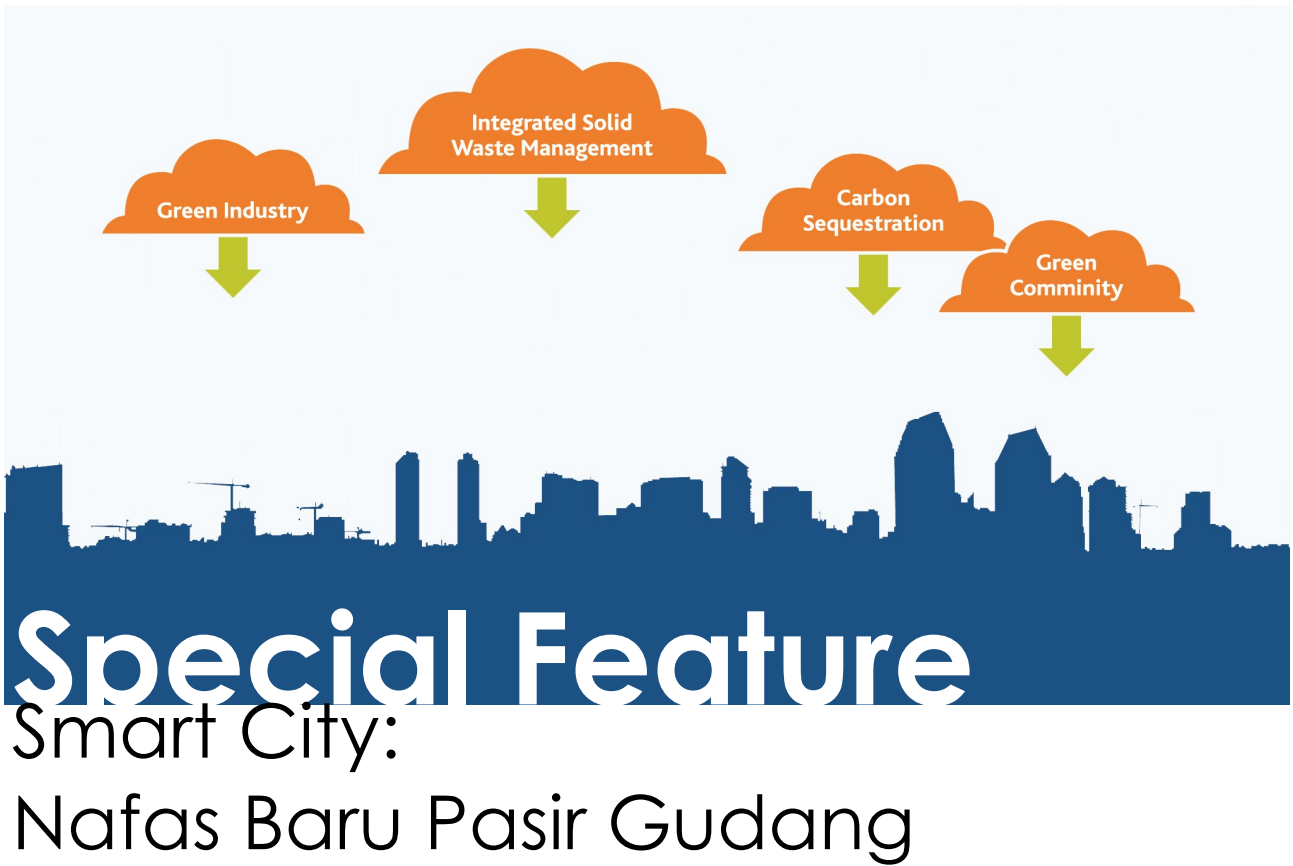 Integrated Solid
Waste Management
Green Industry
Carbon
Sequestration
Green
Comminity
Special Feature
Smart City:
Nafas Baru Pasir Gudang